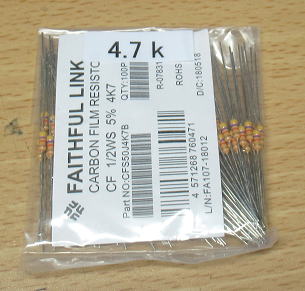 4.7 k
FAITHFUL LINK
CARBON FILM RESISTO
CF 1/2WS 5% 4K7
Part NO:CFS50J4K7B
QTY:100P
R-07831
ROHS
D/C:180518
4 571268 760471
L/N:FA107-18012